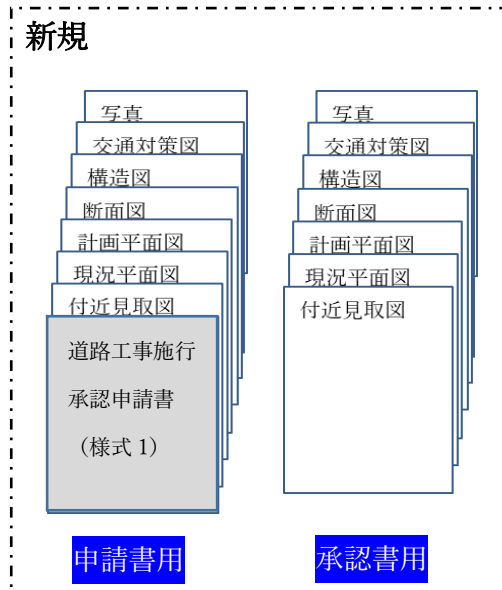 新規
写真
交通対策図
構造図
断面図
計画平面図
現況平面図
付近見取図
道路工事施行
承認申請書
（様式 1）
申請書用
写真
交通対策図
構造図
断面図
計画平面図
現況平面図
付近見取図
承認書用